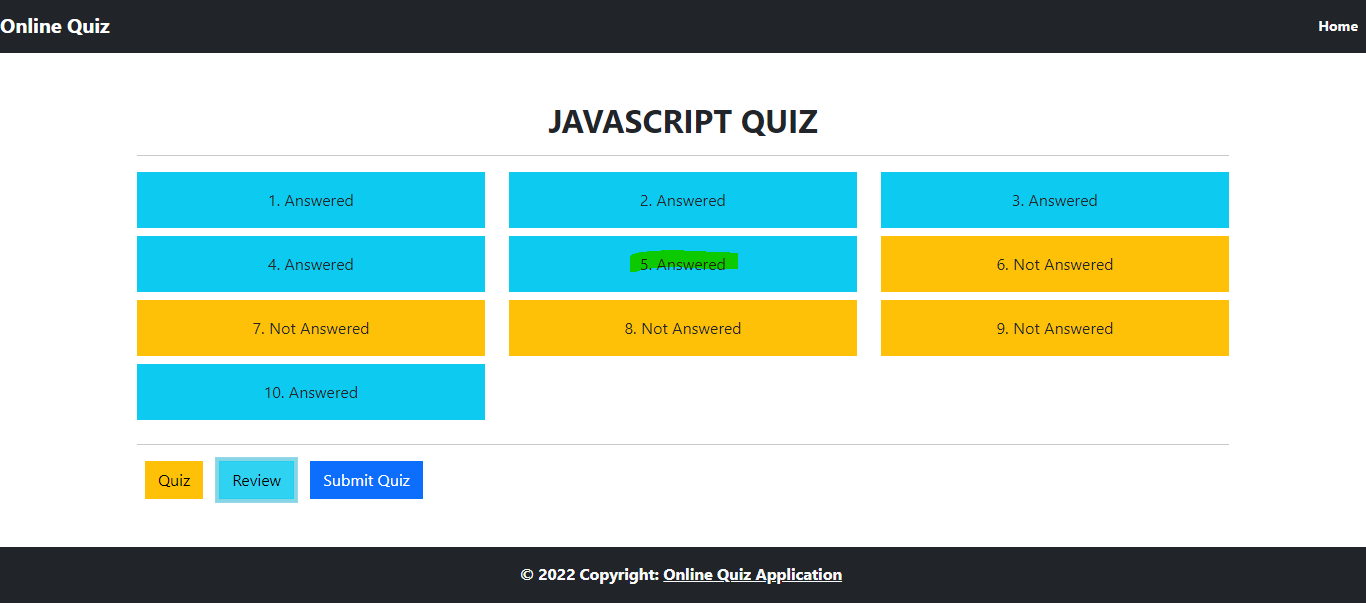 Online Quiz
Home
JAVASCRIPT QUIZ
1. Answered
2. Answered
3. Answered
4. Answered
5. Answered
6. Not Answered
7. Not Answered
8. Not Answered
9. Not Answered
10. Answered
Quiz
Review
Submit Quiz
© 2022 Copyright: Online Quiz Application